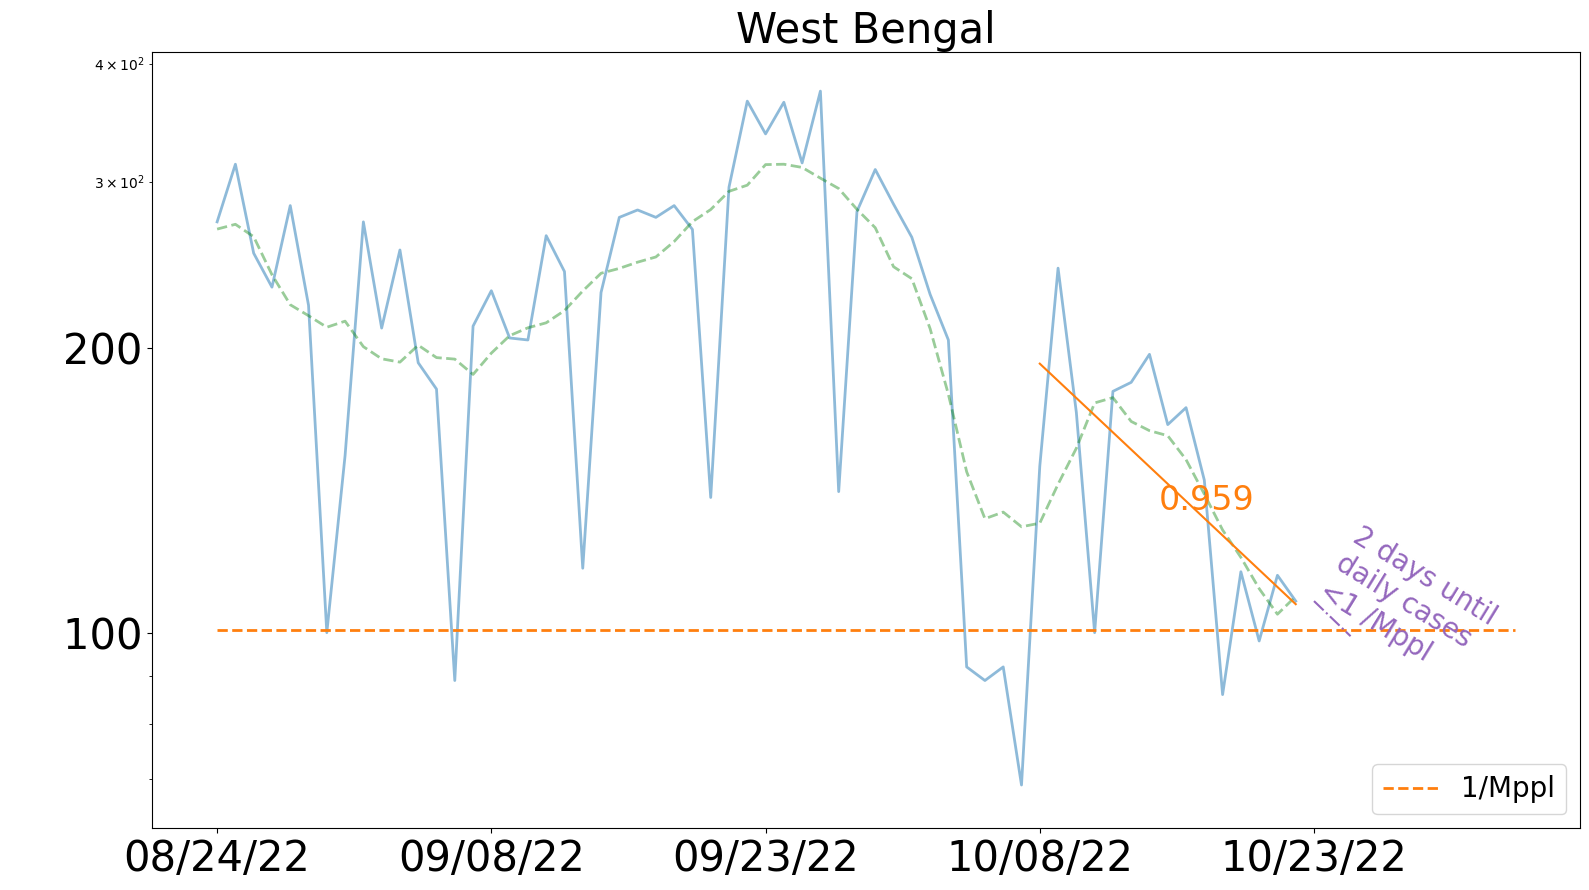 West Bengal
4 × 10²
3 × 10²
200
100
0.959
2 days until
daily cases
<1 /Mppl
1/Mppl
08/24/22
09/08/22
09/23/22
10/08/22
10/23/22